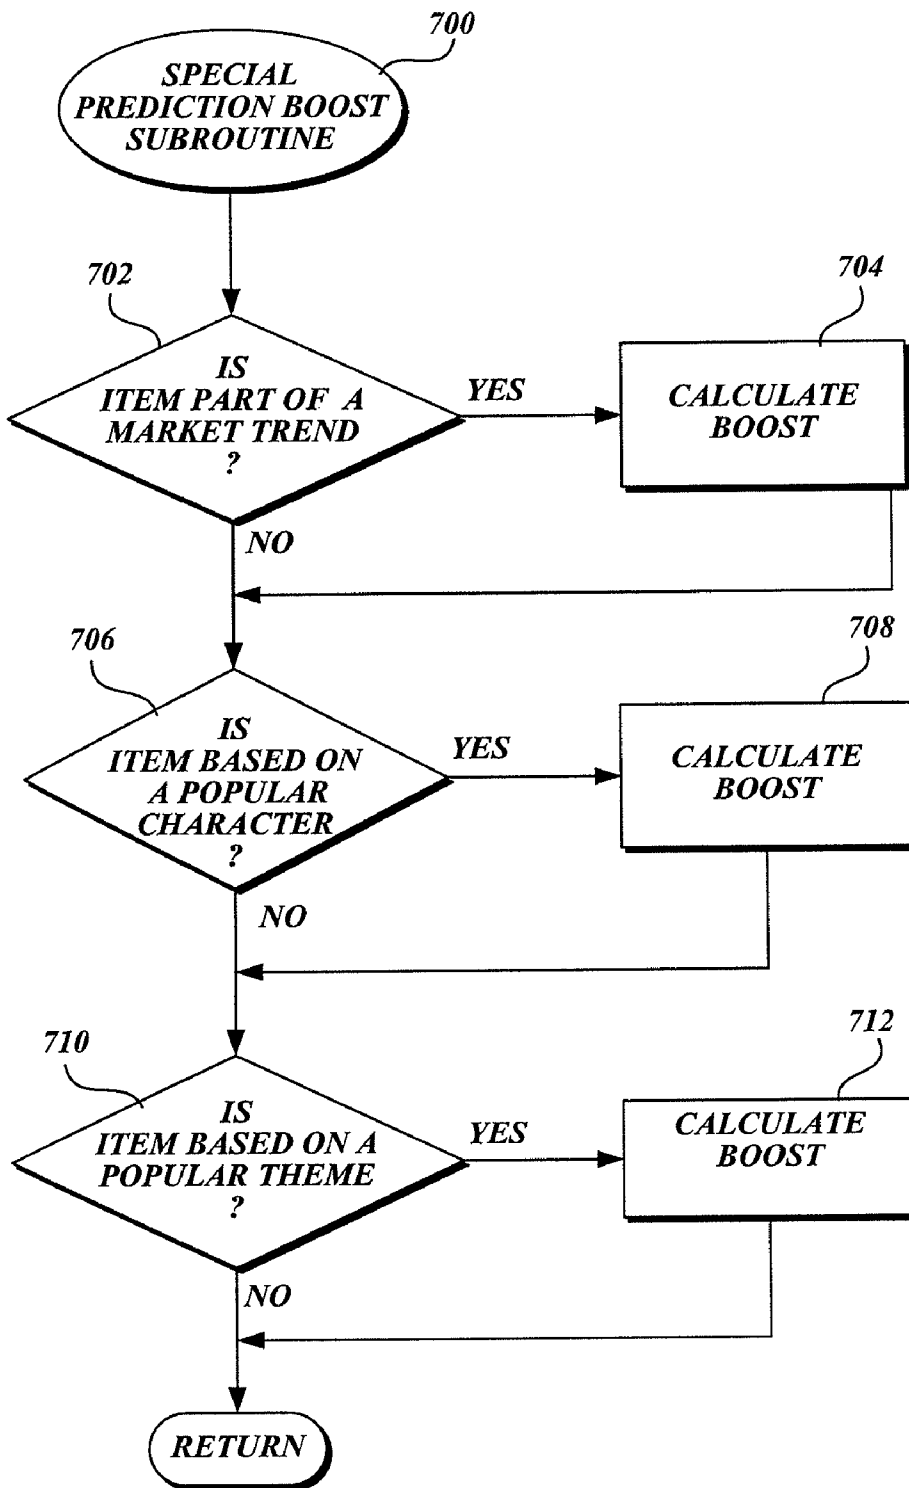 700
SPECIAL
PREDICTION BOOST
SUBROUTINE
702
IS
ITEM PART OF A
MARKET TREND
?
YES
704
CALCULATE
BOOST
NO
706
IS
ITEM BASED ON
A POPULAR
CHARACTER
?
YES
708
CALCULATE
BOOST
NO
710
IS
ITEM BASED ON A
POPULAR THEME
?
YES
712
CALCULATE
BOOST
NO
RETURN